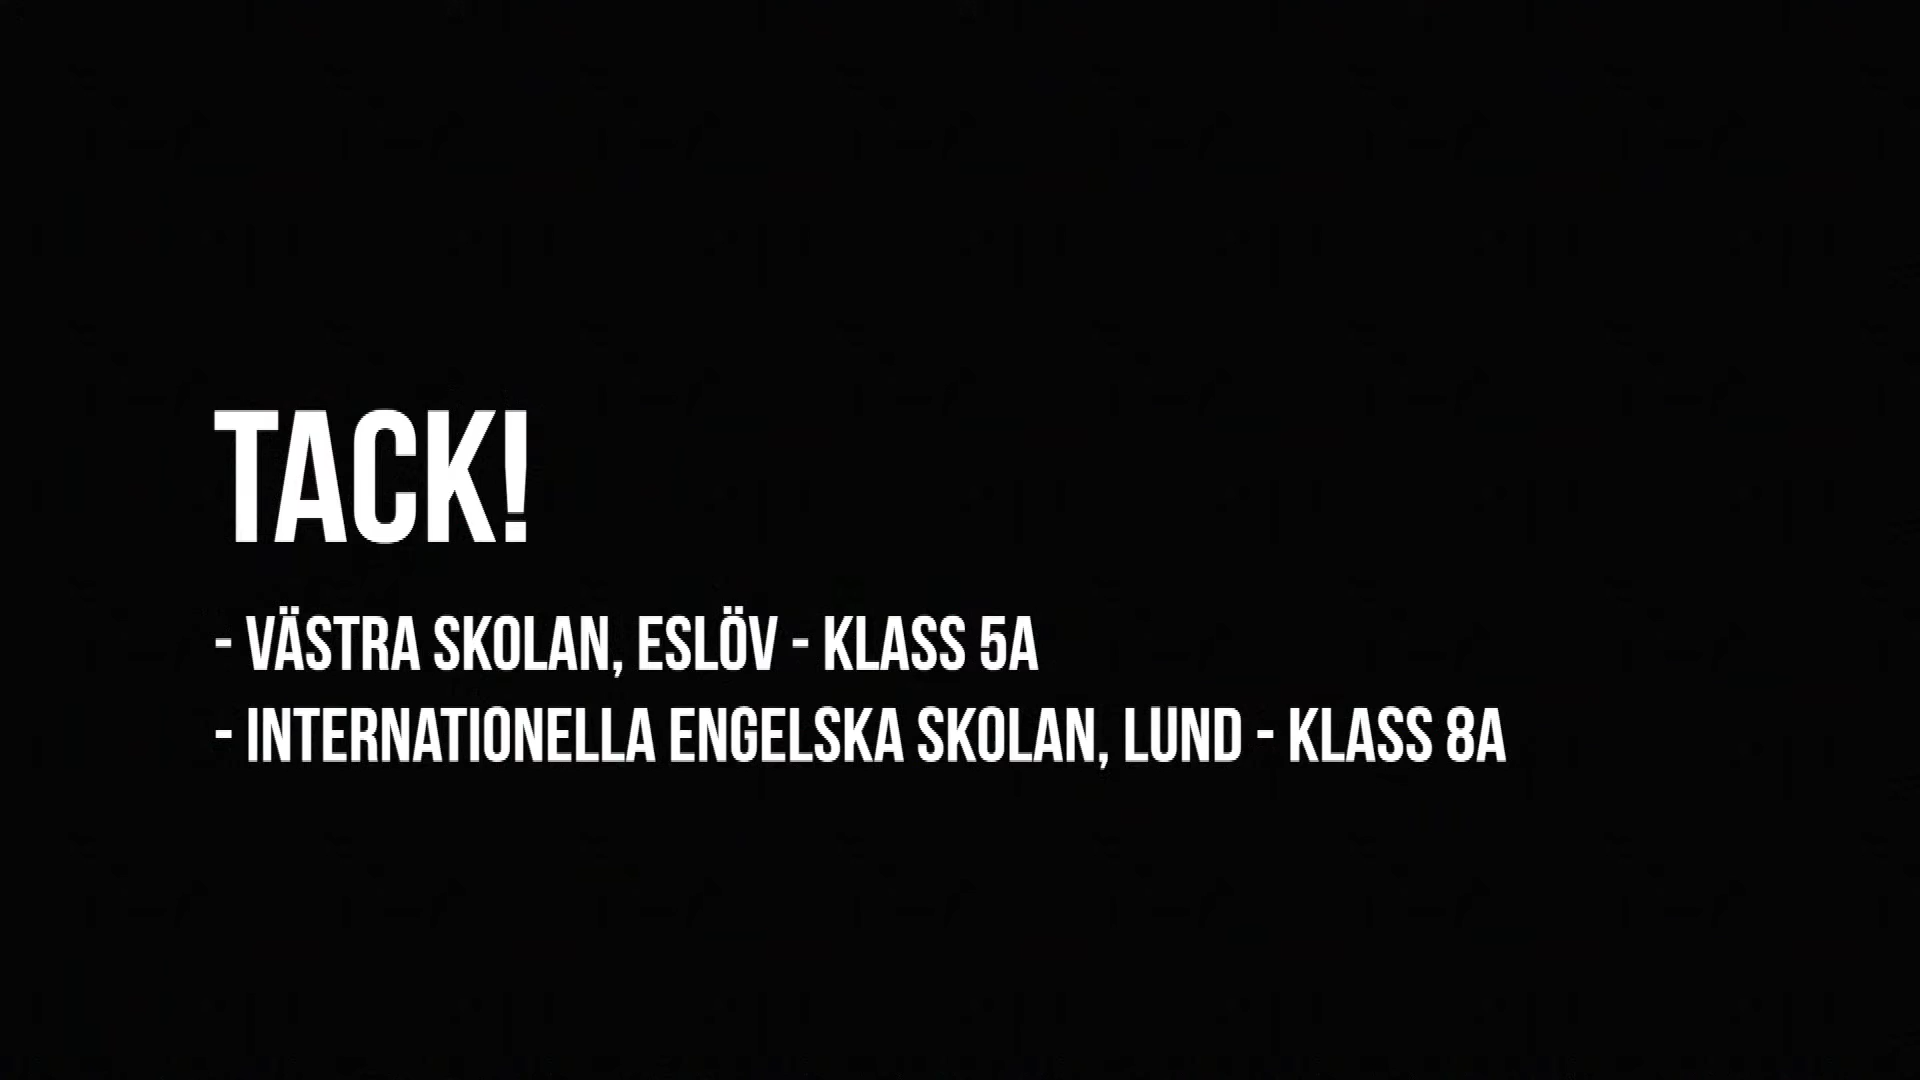 TACK!
- VÄSTRA SKOLAN, ESLÖV - KLASS 5A
- INTERNATIONELLA ENGELSKA SKOLAN, LUND - KLASS 8A